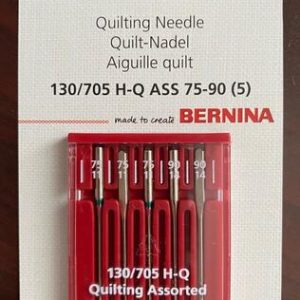 Quilting Needle
Quilt-Nadel
Aiguille quilt
130/705 H-Q ASS 75-90 (5)
made to create BERNINA
75 75 75 90 90
11 11 11 14 14
130/705 H-Q
Quilting Assorted